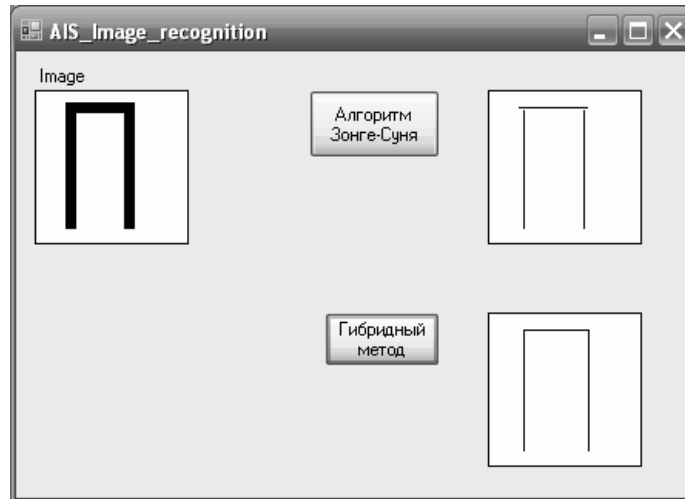 AIS_Image_recognition
Image
Алгоритм
Зонге-Суня
Гибридный
метод